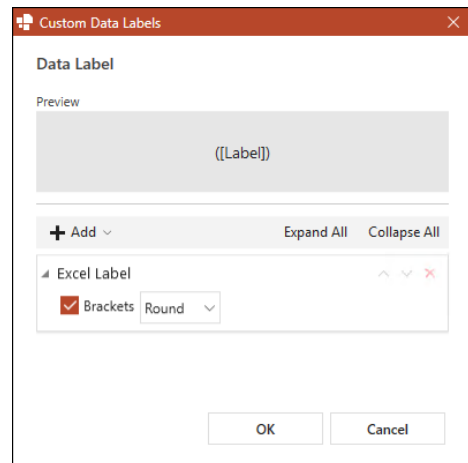 Custom Data Labels
Data Label
Preview
([Label])
Add Expand All Collapse All
Excel Label
Brackets Round
OK Cancel